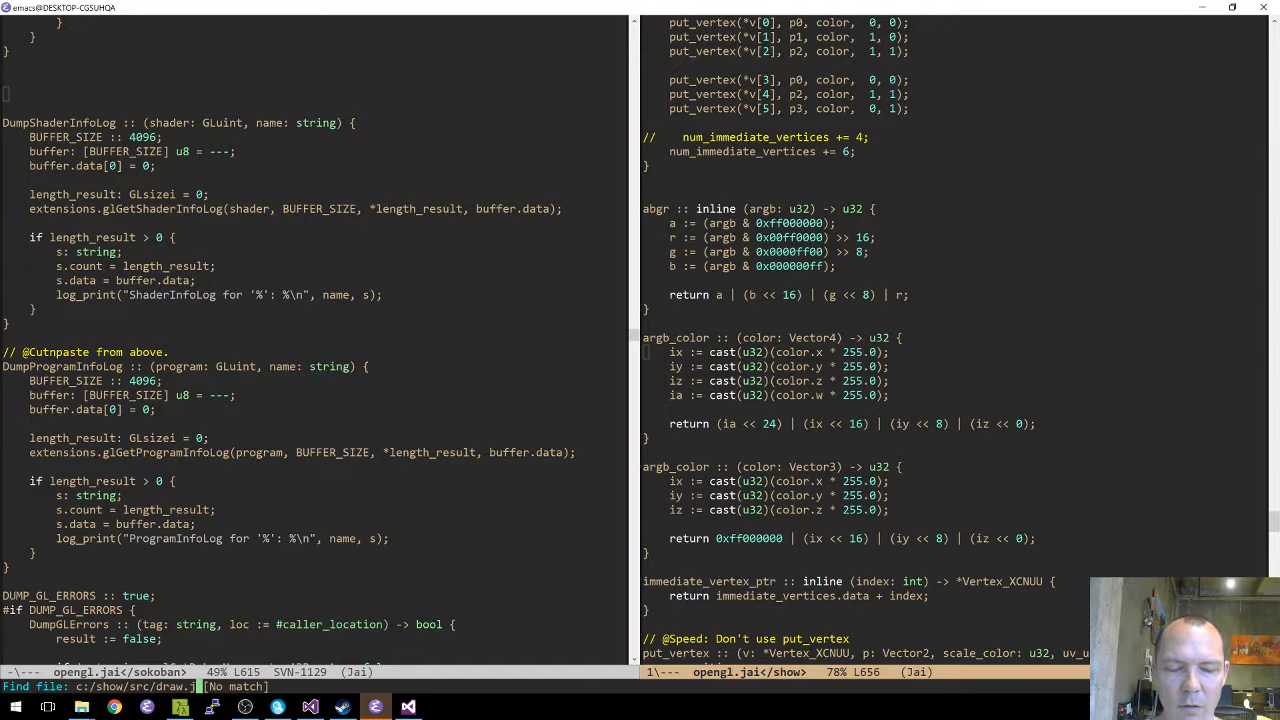 emacs@DESKTOP-CGSUHQA
}
}
}
DumpShaderInfoLog :: (shader: GLuint, name: string) {
BUFFER_SIZE :: 4096;
buffer: [BUFFER_SIZE] u8 = ---;
buffer.data[0] = 0;
length_result: GLsizei = 0;
extensions.glGetShaderInfoLog(shader, BUFFER_SIZE, *length_result, buffer.data);
if length_result > 0 {
s: string;
s.count = length_result;
s.data = buffer.data;
log_print("ShaderInfoLog for '%': %\n", name, s);
}
}
// @Cutnpaste from above.
DumpProgramInfoLog :: (program: GLuint, name: string) {
BUFFER_SIZE :: 4096;
buffer: [BUFFER_SIZE] u8 = ---;
buffer.data[0] = 0;
length_result: GLsizei = 0;
extensions.glGetProgramInfoLog(program, BUFFER_SIZE, *length_result, buffer.data);
if length_result > 0 {
s: string;
s.count = length_result;
s.data = buffer.data;
log_print("ProgramInfoLog for '%': %\n", name, s);
}
}
DUMP_GL_ERRORS :: true;
#if DUMP_GL_ERRORS {
DumpGLErrors :: (tag: string, loc := #caller_location) -> bool {
result := false;
-\--- opengl.jai</sokoban> 49% L615 SVN-1129 (Jai)
put_vertex(*v[0], p0, color, 0, 0);
put_vertex(*v[1], p1, color, 1, 0);
put_vertex(*v[2], p2, color, 1, 1);
put_vertex(*v[3], p0, color, 0, 0);
put_vertex(*v[4], p2, color, 1, 1);
put_vertex(*v[5], p3, color, 0, 1);
// num_immediate_vertices += 4;
num_immediate_vertices += 6;
}
abgr :: inline (argb: u32) -> u32 {
a := (argb & 0xff000000);
r := (argb & 0x00ff0000) >> 16;
g := (argb & 0x0000ff00) >> 8;
b := (argb & 0x000000ff);
return a | (b << 16) | (g << 8) | r;
}
argb_color :: (color: Vector4) -> u32 {
ix := cast(u32)(color.x * 255.0);
iy := cast(u32)(color.y * 255.0);
iz := cast(u32)(color.z * 255.0);
ia := cast(u32)(color.w * 255.0);
return (ia << 24) | (ix << 16) | (iy << 8) | (iz << 0);
}
argb_color :: (color: Vector3) -> u32 {
ix := cast(u32)(color.x * 255.0);
iy := cast(u32)(color.y * 255.0);
iz := cast(u32)(color.z * 255.0);
return 0xff000000 | (ix << 16) | (iy << 8) | (iz << 0);
}
immediate_vertex_ptr :: inline (index: int) -> *Vertex_XCNUU {
return immediate_vertices.data + index;
}
// @Speed: Don't use put_vertex
put_vertex :: (v: *Vertex_XCNUU, p: Vector2, scale_color: u32, uv_u
1\--- opengl.jai</show> 78% L656 (Jai)
Find file: c:/show/src/draw.j [No match]